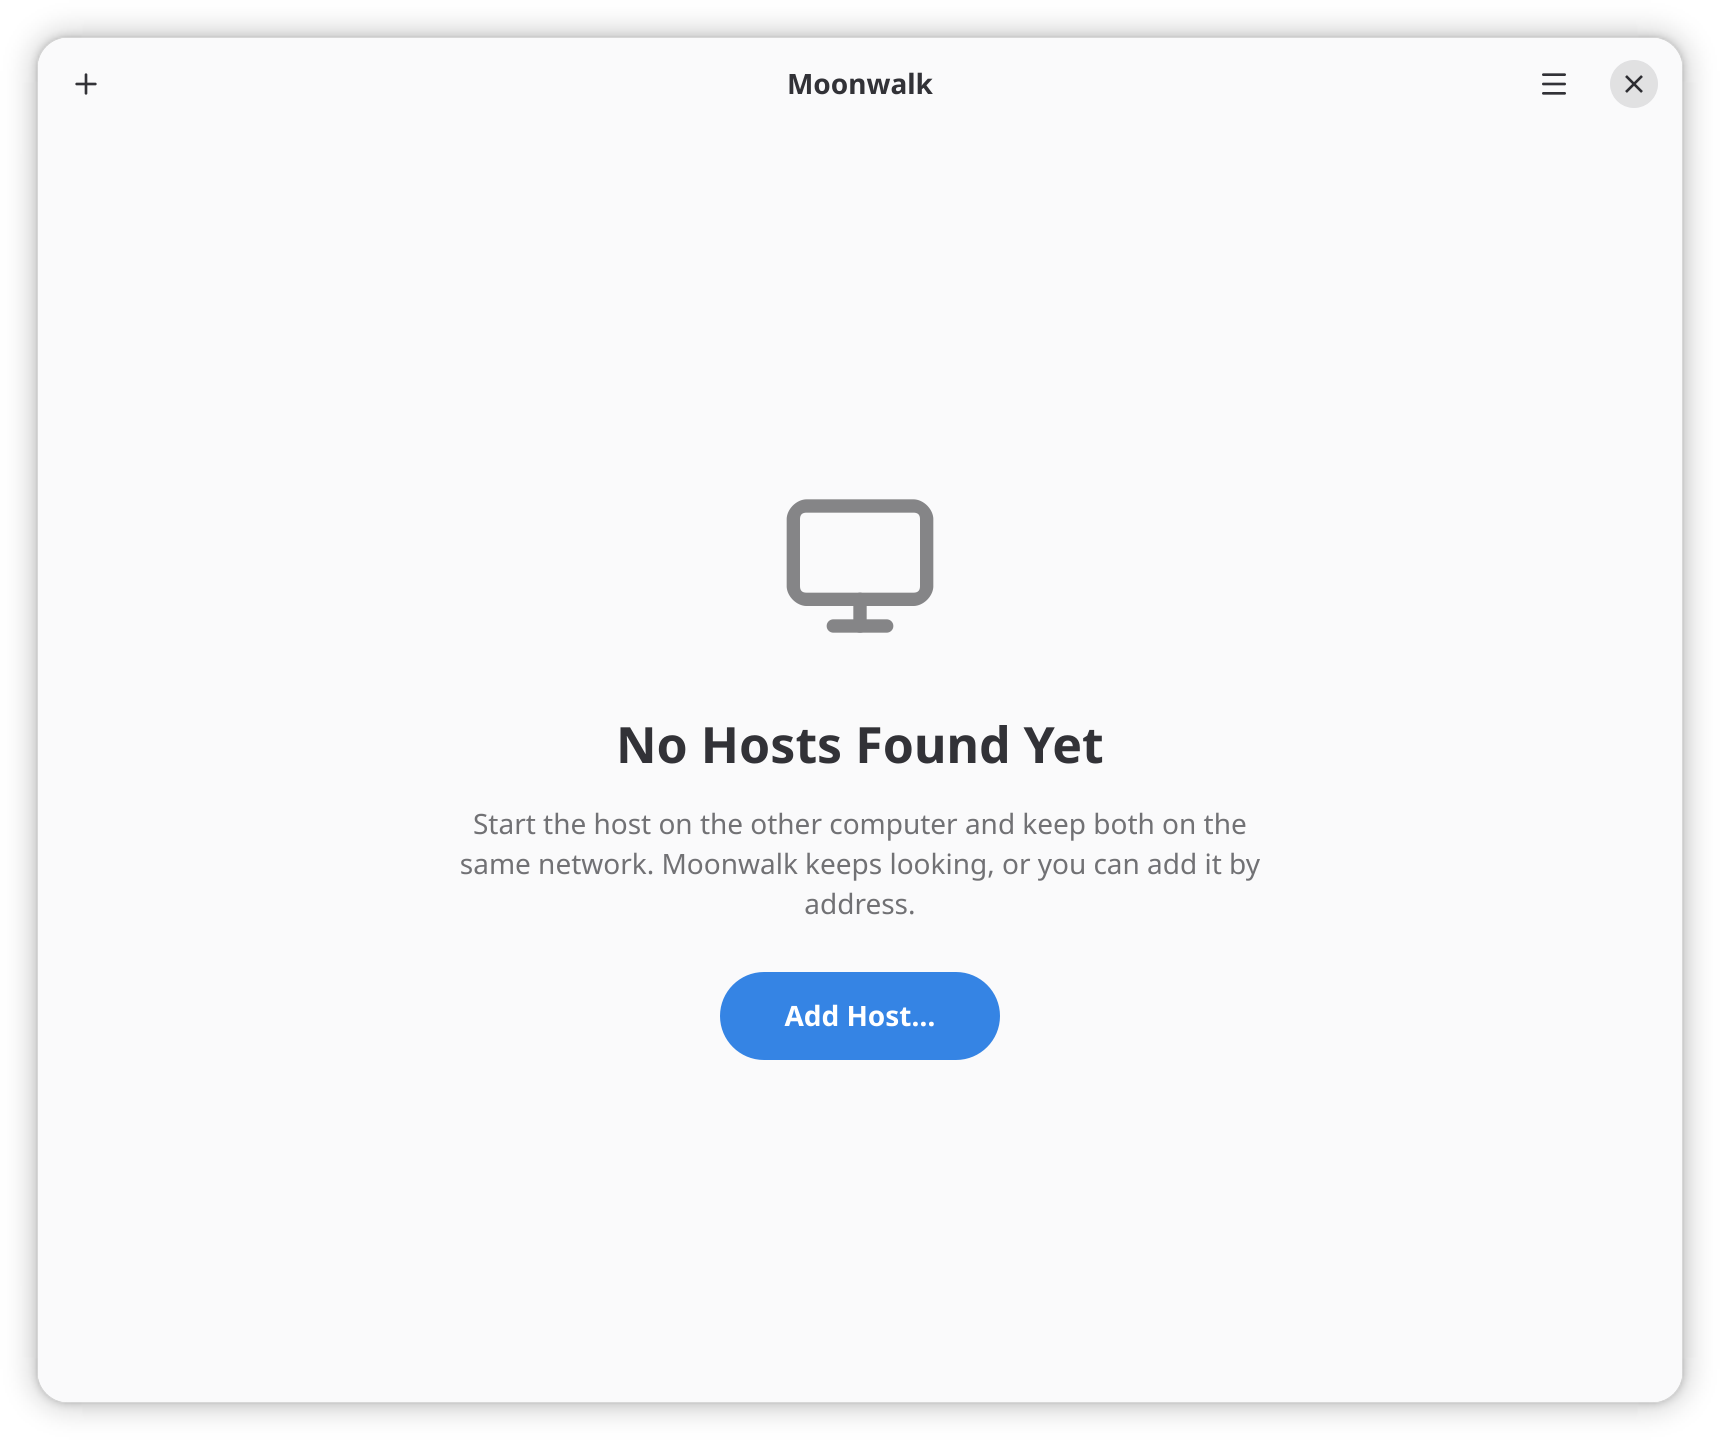 Moonwalk
No Hosts Found Yet
Start the host on the other computer and keep both on the
same network. Moonwalk keeps looking, or you can add it by
address.
Add Host…